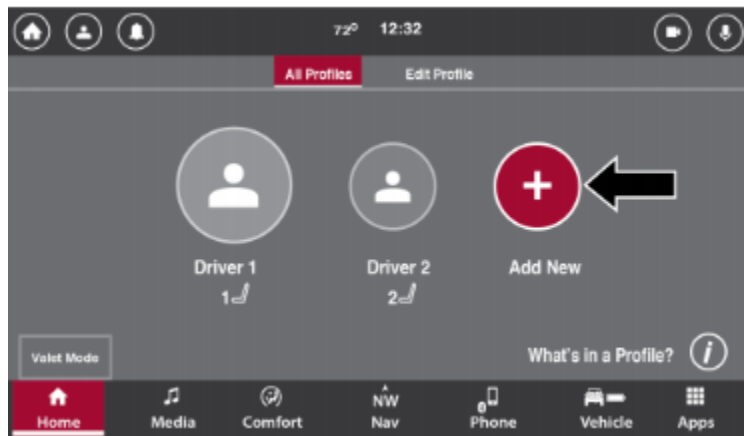 72° 12:32
All Profiles Edit Profile
Driver 1 Driver 2 Add New
1 2
Valet Mode What's in a Profile?
NW
0
Home Media Comfort Nav Phone Vehicle Apps